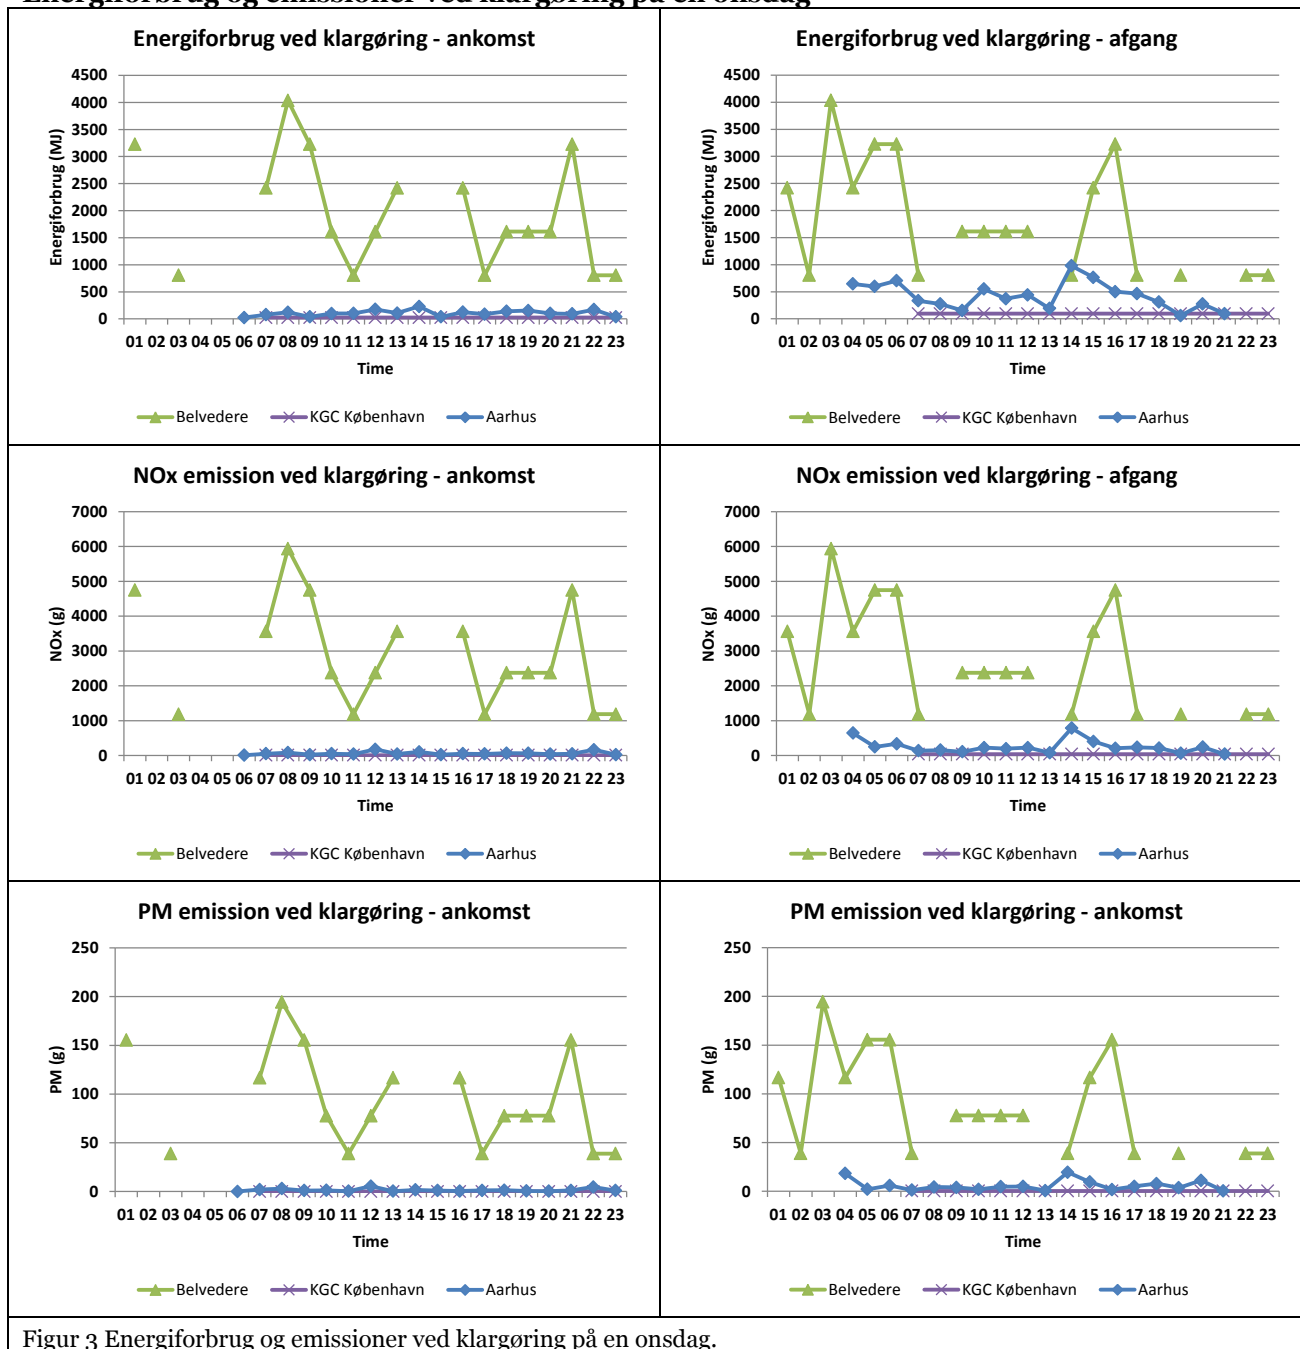 Energiforbrug og emissioner ved klargøring på en onsdag
Energiforbrug ved klargøring - ankomst
4500
4000
3500
3000
2500
2000
1500
1000
500
0
Energiforbrug (MJ)
01 02 03 04 05 06 07 08 09 10 11 12 13 14 15 16 17 18 19 20 21 22 23
Time
Belvedere KGC København Aarhus
Energiforbrug ved klargøring - afgang
4500
4000
3500
3000
2500
2000
1500
1000
500
0
Energiforbrug (MJ)
01 02 03 04 05 06 07 08 09 10 11 12 13 14 15 16 17 18 19 20 21 22 23
Time
Belvedere KGC København Aarhus
NOx emission ved klargøring - ankomst
7000
6000
5000
4000
3000
2000
1000
0
NOx (g)
01 02 03 04 05 06 07 08 09 10 11 12 13 14 15 16 17 18 19 20 21 22 23
Time
Belvedere KGC København Aarhus
NOx emission ved klargøring - afgang
7000
6000
5000
4000
3000
2000
1000
0
NOx (g)
01 02 03 04 05 06 07 08 09 10 11 12 13 14 15 16 17 18 19 20 21 22 23
Time
Belvedere KGC København Aarhus
PM emission ved klargøring - ankomst
250
200
150
100
50
0
PM (g)
01 02 03 04 05 06 07 08 09 10 11 12 13 14 15 16 17 18 19 20 21 22 23
Time
Belvedere KGC København Aarhus
PM emission ved klargøring - ankomst
250
200
150
100
50
0
PM (g)
01 02 03 04 05 06 07 08 09 10 11 12 13 14 15 16 17 18 19 20 21 22 23
Time
Belvedere KGC København Aarhus
Figur 3 Energiforbrug og emissioner ved klargøring på en onsdag.